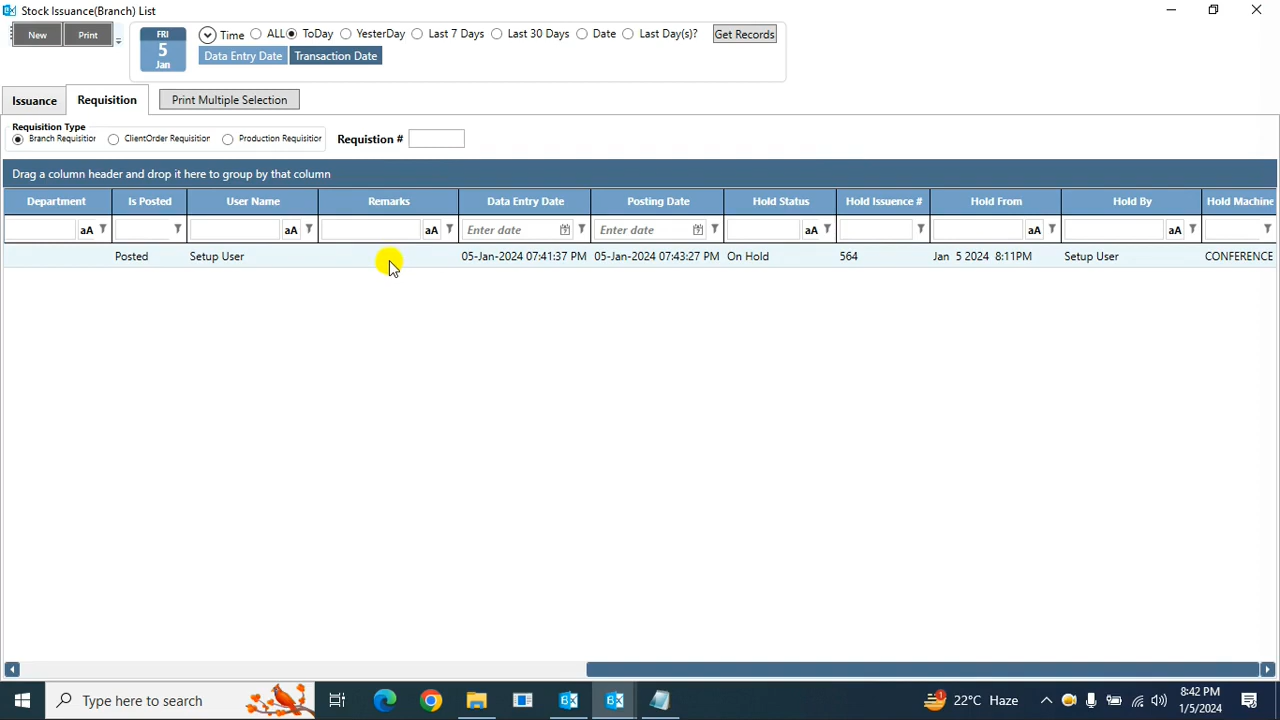 Stock Issuance(Branch) List
New Print
FRI
5
Jan
Time ALL ToDay YesterDay Last 7 Days Last 30 Days Date Last Day(s)? Get Records
Data Entry Date Transaction Date
Issuance Requisition Print Multiple Selection
Requisition Type
Branch Requisition ClientOrder Requisition Production Requisition
Requistion #
Drag a column header and drop it here to group by that column
Department Is Posted User Name Remarks Data Entry Date Posting Date Hold Status Hold Issuance # Hold From Hold By Hold Machine
aA aA aA Enter date Enter date aA aA aA
Posted Setup User 05-Jan-2024 07:41:37 PM 05-Jan-2024 07:43:27 PM On Hold 564 Jan 5 2024 8:11PM Setup User CONFERENCE
Type here to search
1
22°C Haze
8:42 PM
1/5/2024